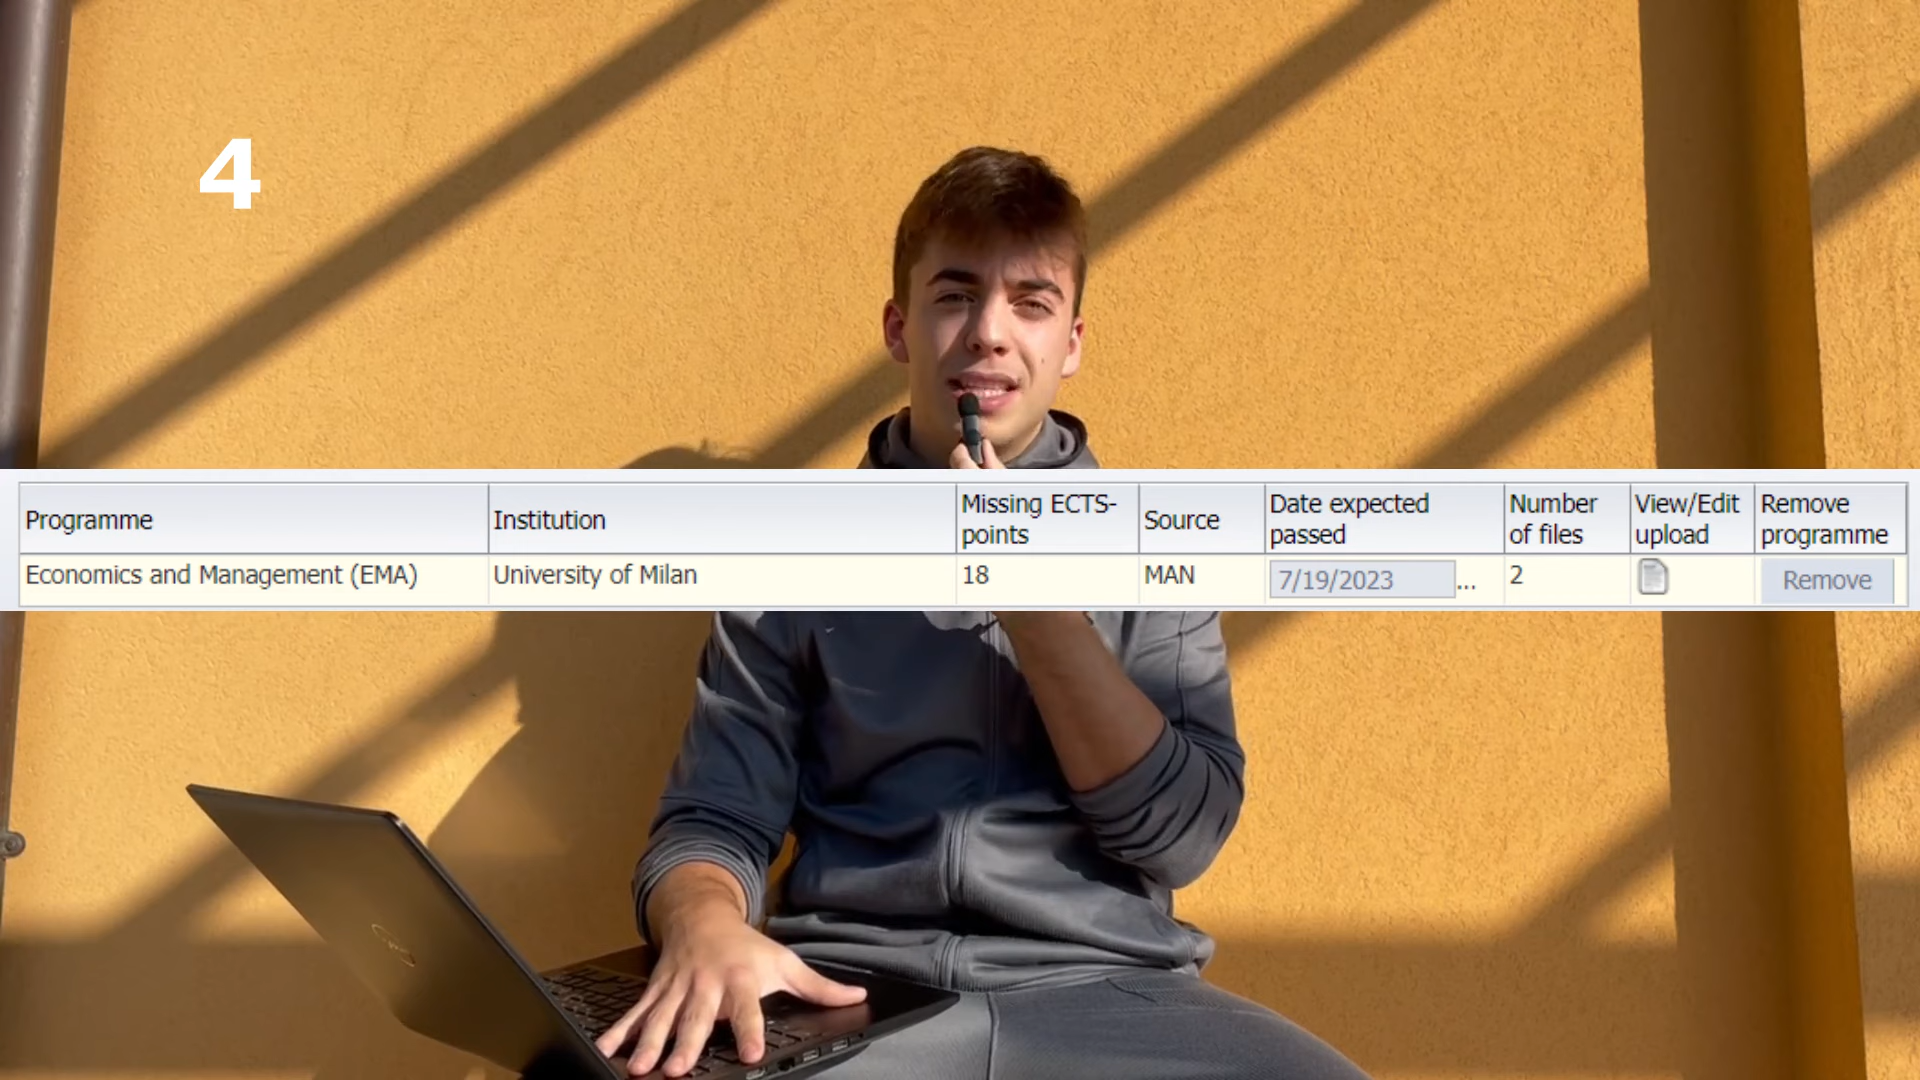 4
Programme
Institution
Missing ECTS-
points
Source
Date expected
passed
Number
of files
View/Edit
upload
Remove
programme
Economics and Management (EMA)
University of Milan
18
MAN
7/19/2023
...
2
Remove